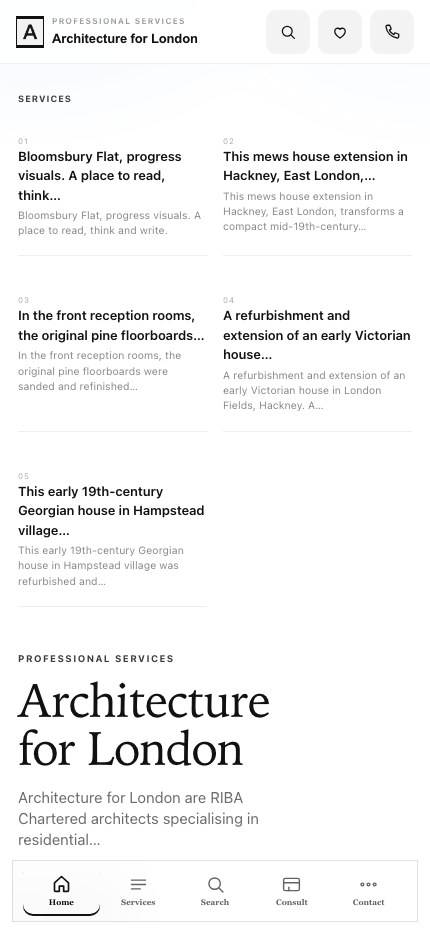 A
PROFESSIONAL SERVICES
Architecture for London
SERVICES
01
Bloomsbury Flat, progress
visuals. A place to read,
think...
Bloomsbury Flat, progress visuals. A
place to read, think and write.
02
This mews house extension in
Hackney, East London,...
This mews house extension in
Hackney, East London, transforms a
compact mid-19th-century...
03
In the front reception rooms,
the original pine floorboards...
In the front reception rooms, the
original pine floorboards were
sanded and refinished...
04
A refurbishment and
extension of an early Victorian
house...
A refurbishment and extension of an
early Victorian house in London
Fields, Hackney. A...
05
This early 19th-century
Georgian house in Hampstead
village...
This early 19th-century Georgian
house in Hampstead village was
refurbished and...
PROFESSIONAL SERVICES
Architecture
for London
Architecture for London are RIBA
Chartered architects specialising in
residential...
Home
Services
Search
Consult
Contact